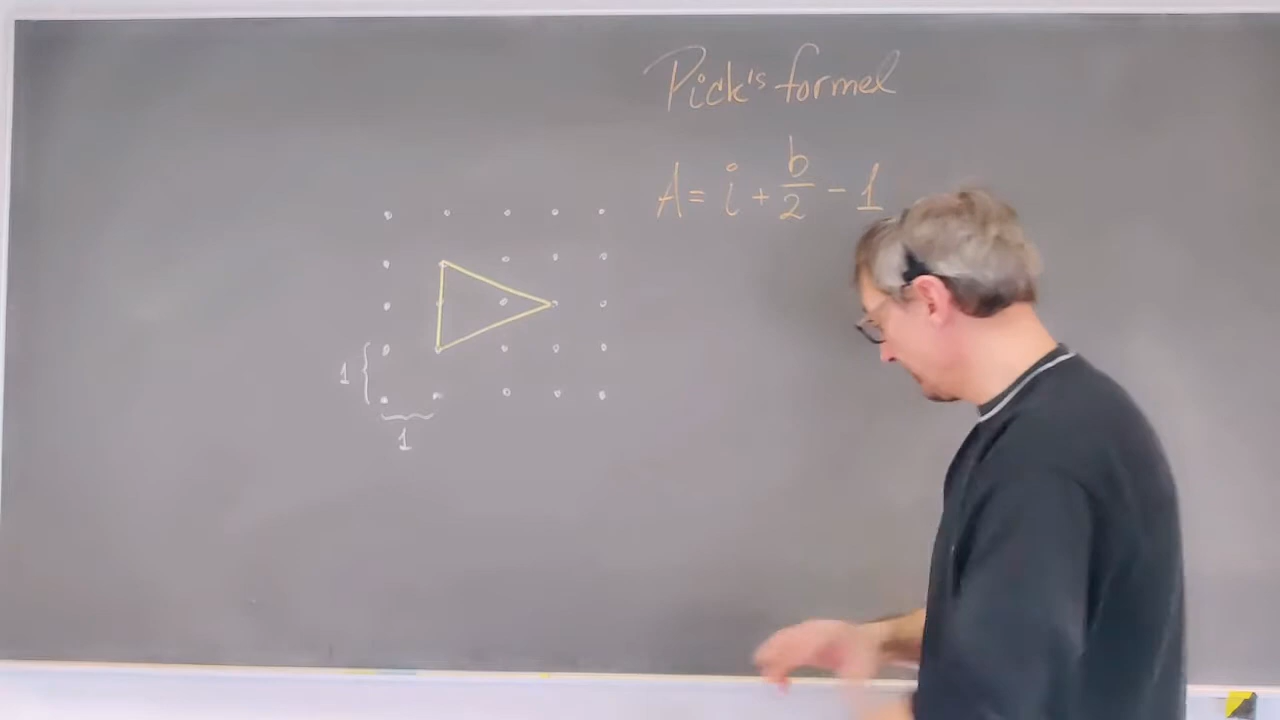 Pick's formel
A = i + b/2 - 1
1
1